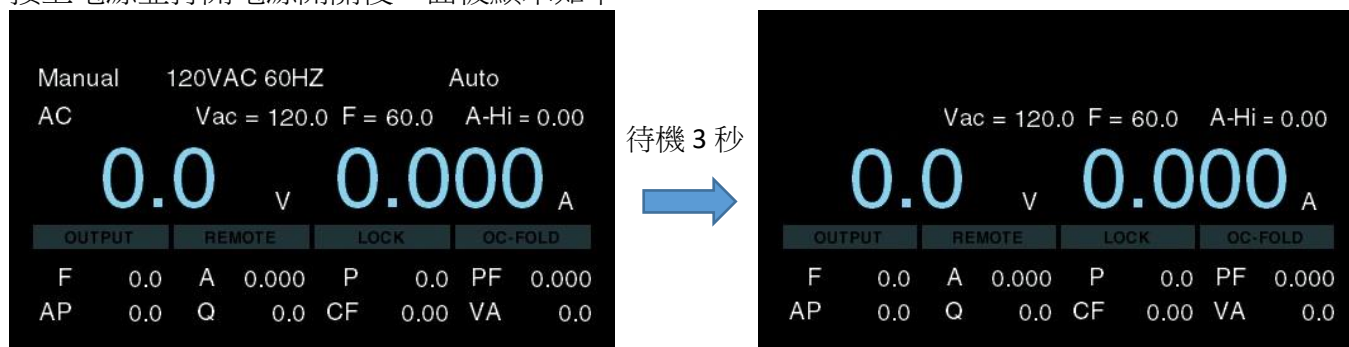 Manual 120VAC 60HZ Auto
AC Vac = 120.0 F = 60.0 A-Hi = 0.00
0.0 V 0.000 A
OUTPUT REMOTE LOCK OC-FOLD
F 0.0 A 0.000 P 0.0 PF 0.000
AP 0.0 Q 0.0 CF 0.00 VA 0.0
待機 3 秒
Vac = 120.0 F = 60.0 A-Hi = 0.00
0.0 V 0.000 A
OUTPUT REMOTE LOCK OC-FOLD
F 0.0 A 0.000 P 0.0 PF 0.000
AP 0.0 Q 0.0 CF 0.00 VA 0.0